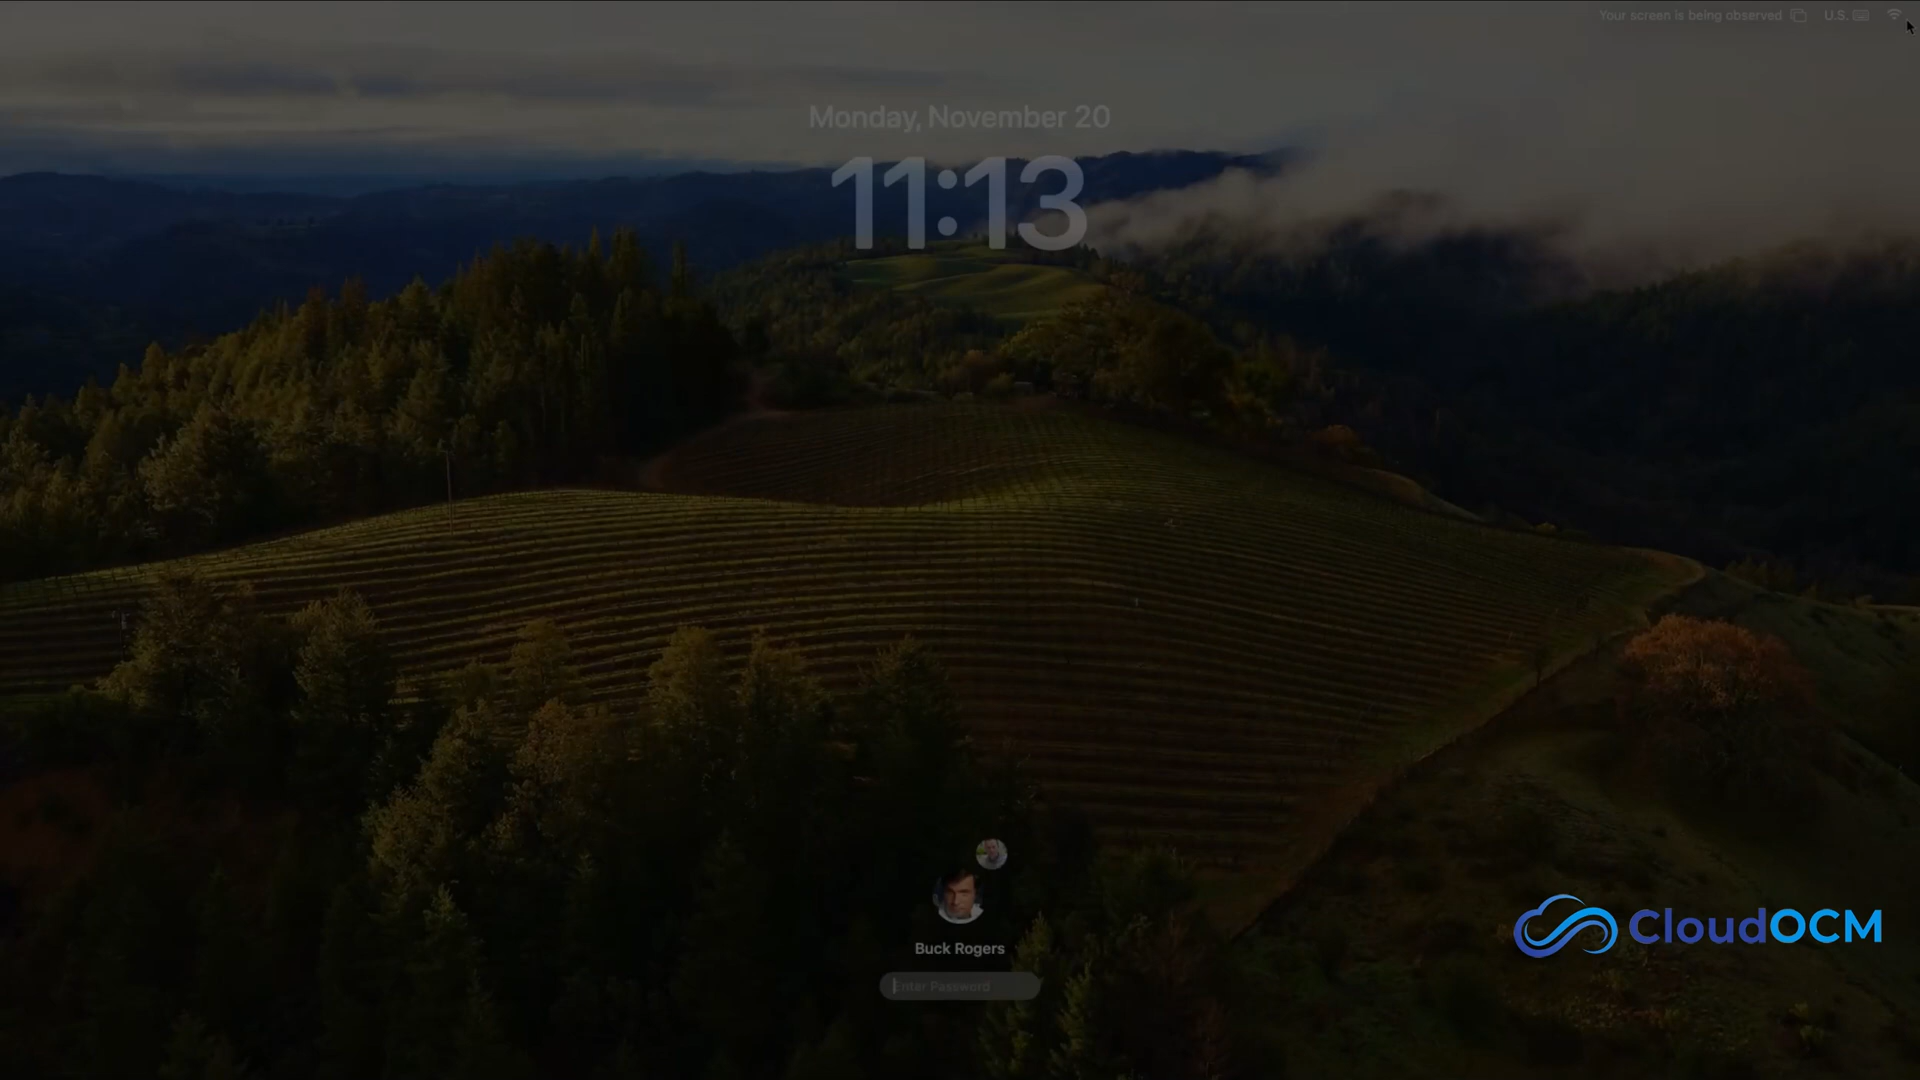 Your screen is being observed U.S.
Monday, November 20
11:13
CloudOCM
Buck Rogers
Enter Password